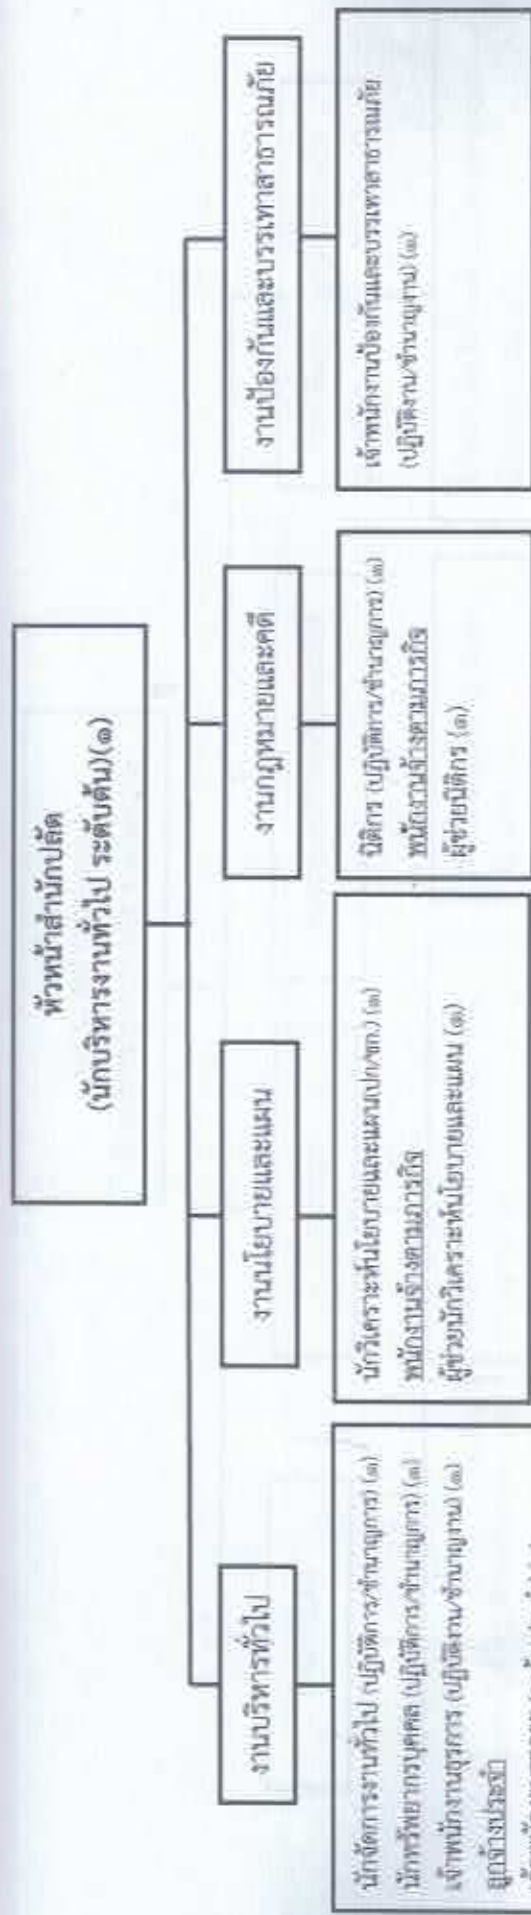 หัวหน้าสำนักปลัด
(นักบริหารงานทั่วไป ระดับต้น)(๑)
งานบริหารทั่วไป
งานนโยบายและแผน
งานกฎหมายและคดี
งานป้องกันและบรรเทาสาธารณภัย
นักจัดการงานทั่วไป (ปฏิบัติการ/ชำนาญการ) (๑)
นักทรัพยากรบุคคล (ปฏิบัติการ/ชำนาญการ) (๑)
เจ้าพนักงานธุรการ (ปฏิบัติงาน/ชำนาญงาน) (๑)
ลูกจ้างประจำ
นักวิเคราะห์นโยบายและแผน(ปก/ชก.) (๑)
พนักงานจ้างตามภารกิจ
ผู้ช่วยนักวิเคราะห์นโยบายและแผน (๑)
นิติกร (ปฏิบัติการ/ชำนาญการ) (๑)
พนักงานจ้างตามภารกิจ
ผู้ช่วยนิติกร (๑)
เจ้าพนักงานป้องกันและบรรเทาสาธารณภัย
(ปฏิบัติงาน/ชำนาญงาน) (๑)